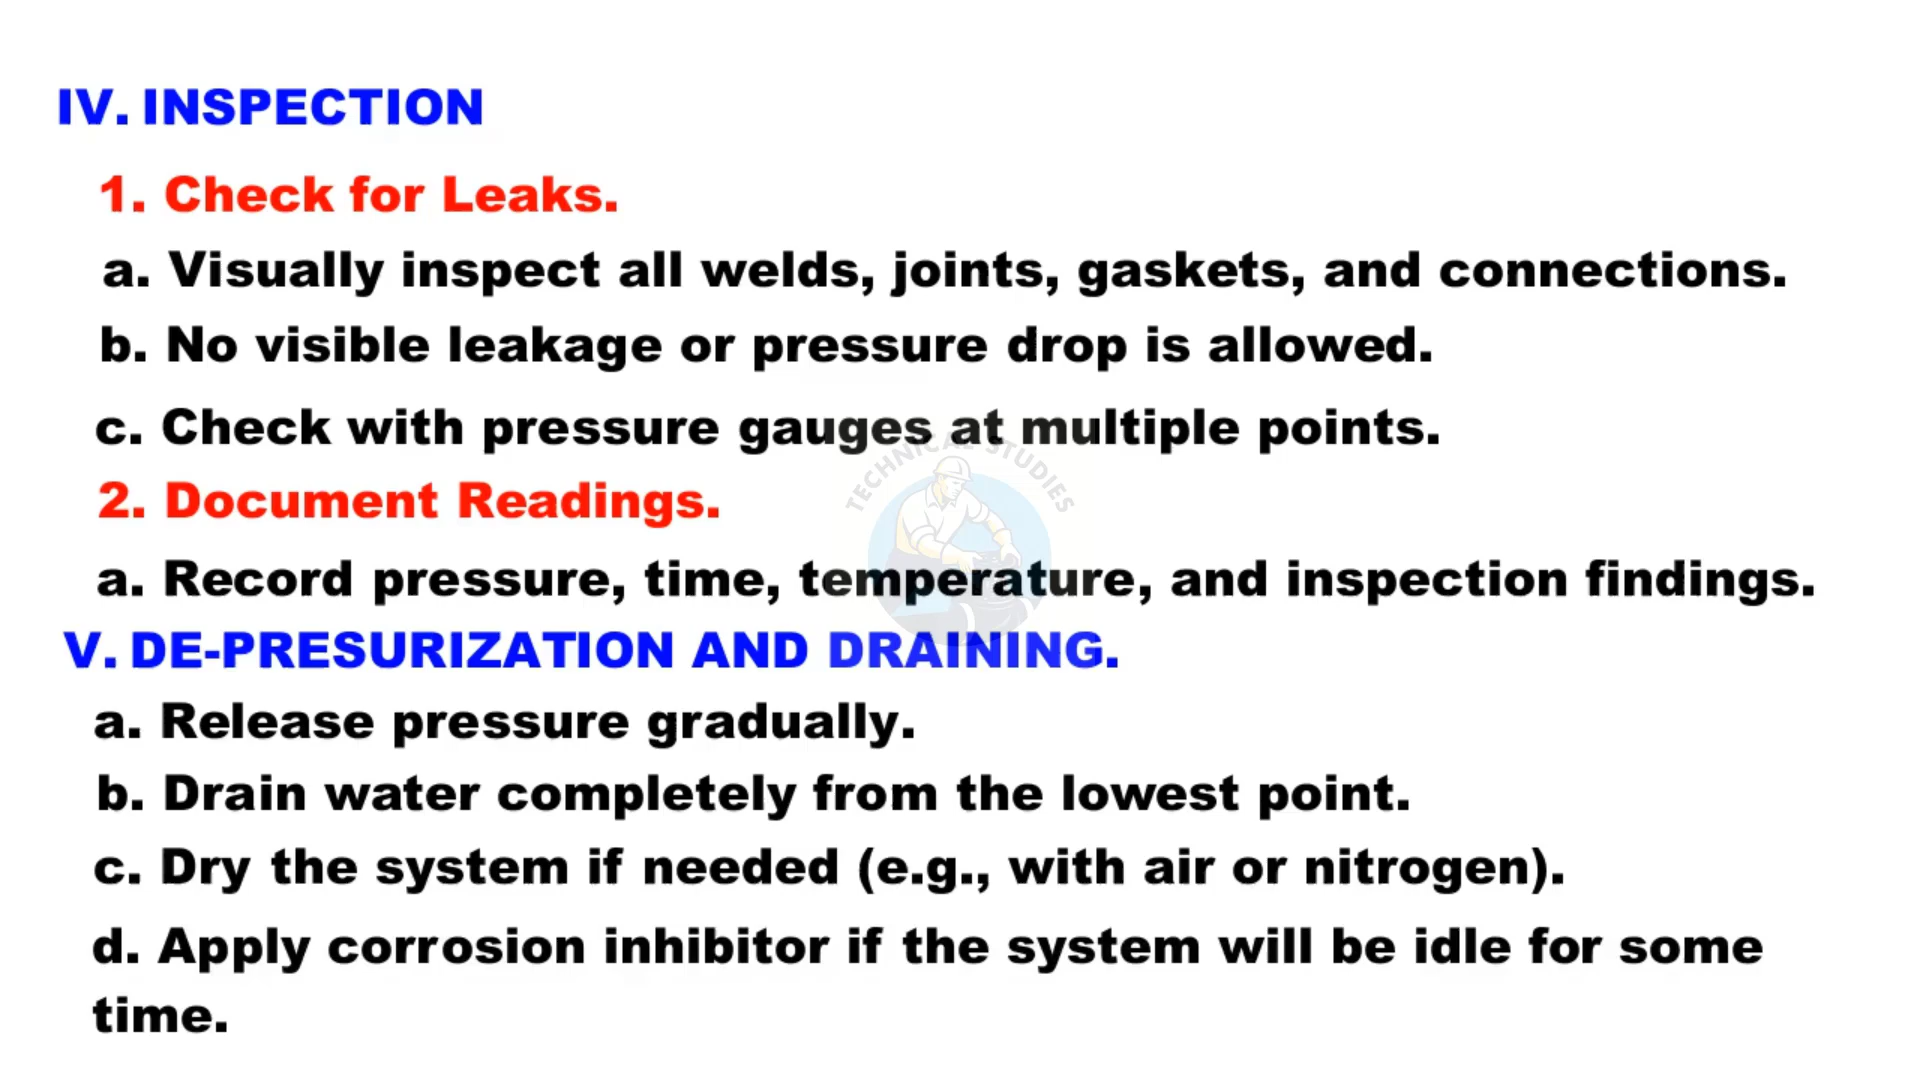 IV. INSPECTION
1. Check for Leaks.
a. Visually inspect all welds, joints, gaskets, and connections.
b. No visible leakage or pressure drop is allowed.
c. Check with pressure gauges at multiple points.
TECHNICAL STUDIES
2. Document Readings.
a. Record pressure, time, temperature, and inspection findings.
V. DE-PRESURIZATION AND DRAINING.
a. Release pressure gradually.
b. Drain water completely from the lowest point.
c. Dry the system if needed (e.g., with air or nitrogen).
d. Apply corrosion inhibitor if the system will be idle for some
time.